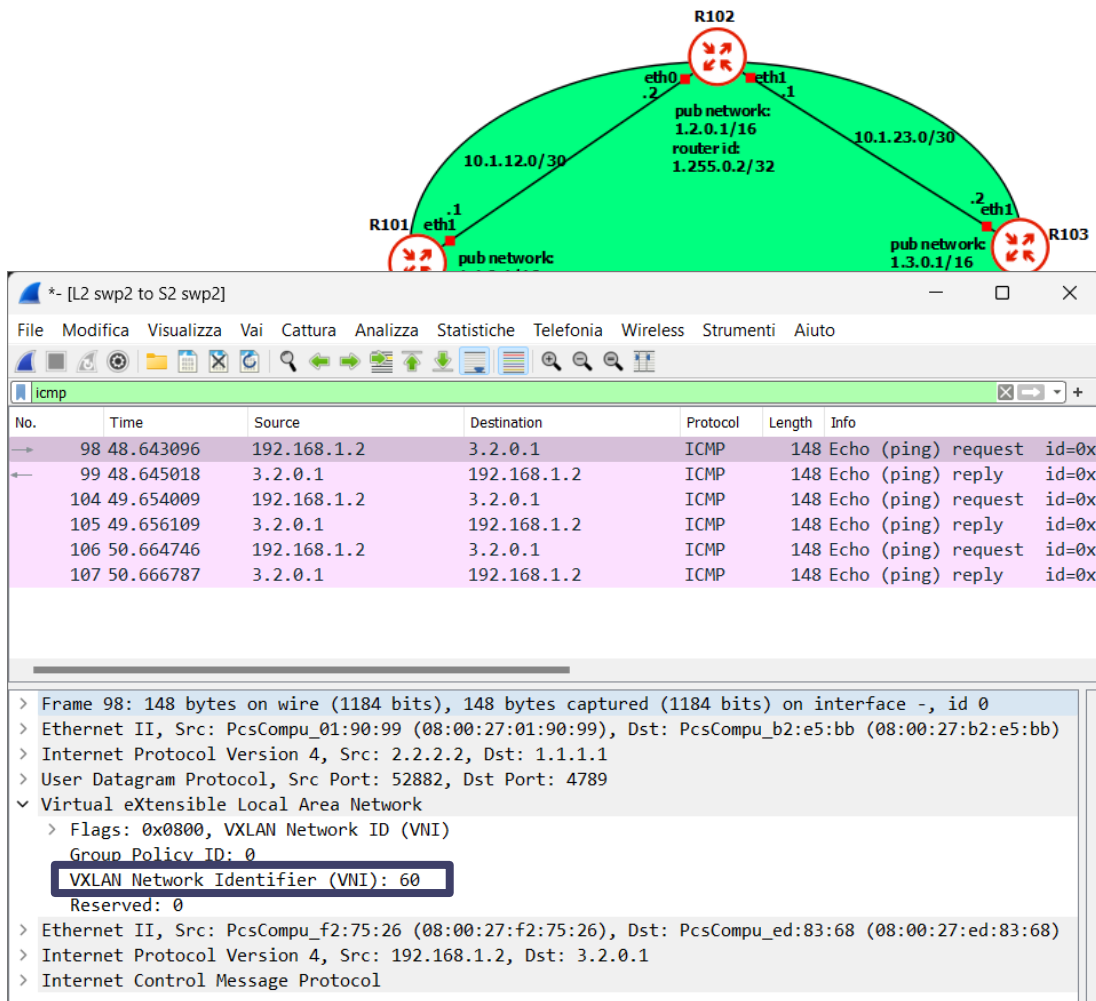 R102
eth0 eth1
.2 .1
pub network:
1.2.0.1/16
router id:
1.255.0.2/32
10.1.12.0/30
10.1.23.0/30
.1
R101 eth1
.2
eth1
R103
pub network:
pub network:
1.3.0.1/16
*- [L2 swp2 to S2 swp2]
File Modifica Visualizza Vai Cattura Analizza Statistiche Telefonia Wireless Strumenti Aiuto
icmp
No. Time Source Destination Protocol Length Info
98 48.643096 192.168.1.2 3.2.0.1 ICMP 148 Echo (ping) request id=0x
99 48.645018 3.2.0.1 192.168.1.2 ICMP 148 Echo (ping) reply id=0x
104 49.654009 192.168.1.2 3.2.0.1 ICMP 148 Echo (ping) request id=0x
105 49.656109 3.2.0.1 192.168.1.2 ICMP 148 Echo (ping) reply id=0x
106 50.664746 192.168.1.2 3.2.0.1 ICMP 148 Echo (ping) request id=0x
107 50.666787 3.2.0.1 192.168.1.2 ICMP 148 Echo (ping) reply id=0x
Frame 98: 148 bytes on wire (1184 bits), 148 bytes captured (1184 bits) on interface -, id 0
Ethernet II, Src: PcsCompu_01:90:99 (08:00:27:01:90:99), Dst: PcsCompu_b2:e5:bb (08:00:27:b2:e5:bb)
Internet Protocol Version 4, Src: 2.2.2.2, Dst: 1.1.1.1
User Datagram Protocol, Src Port: 52882, Dst Port: 4789
Virtual eXtensible Local Area Network
Flags: 0x0800, VXLAN Network ID (VNI)
Group Policy ID: 0
VXLAN Network Identifier (VNI): 60
Reserved: 0
Ethernet II, Src: PcsCompu_f2:75:26 (08:00:27:f2:75:26), Dst: PcsCompu_ed:83:68 (08:00:27:ed:83:68)
Internet Protocol Version 4, Src: 192.168.1.2, Dst: 3.2.0.1
Internet Control Message Protocol